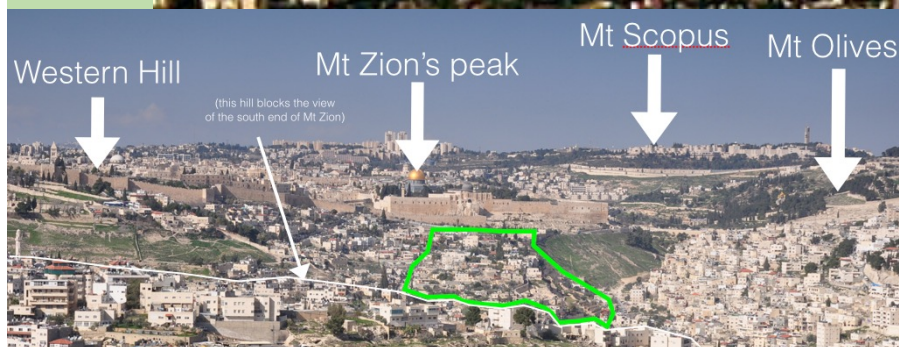 Western Hill
(this hill blocks the view
of the south end of Mt Zion)
Mt Zion's peak
Mt Scopus
Mt Olives